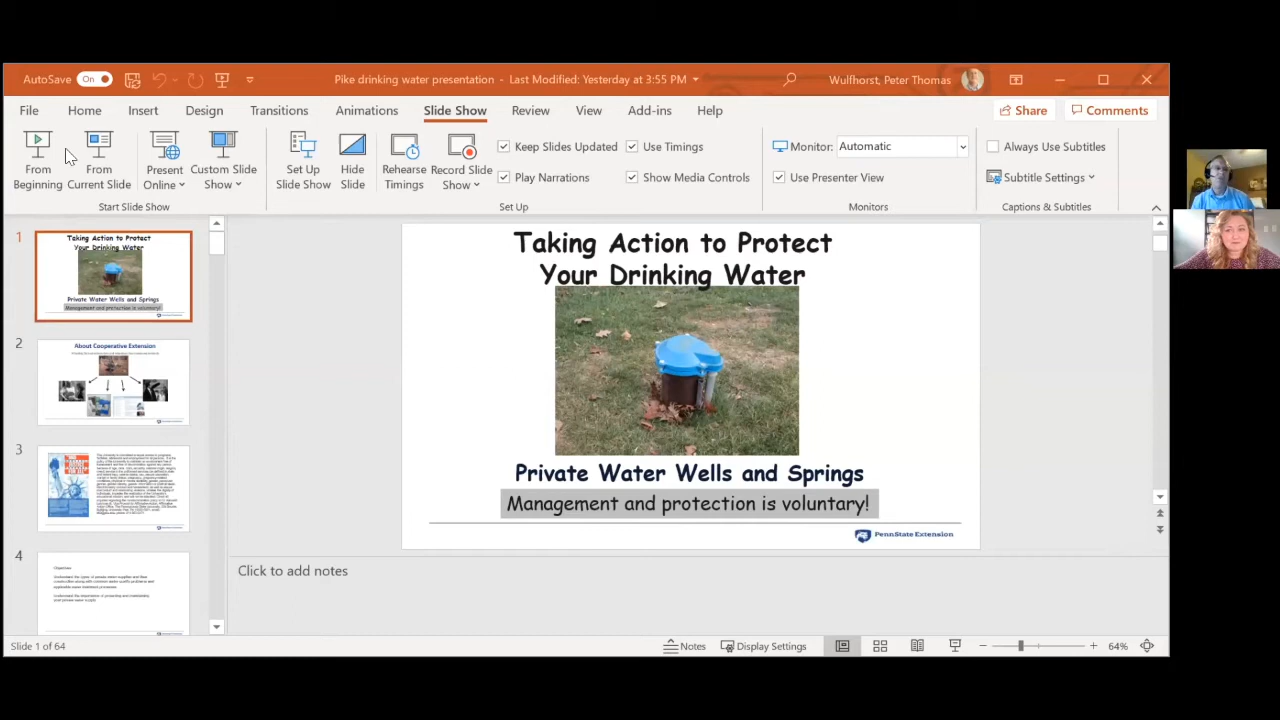 AutoSave On Pike drinking water presentation - Last Modified: Yesterday at 3:55 PM Wulfhorst, Peter Thomas
File Home Insert Design Transitions Animations Slide Show Review View Add-ins Help Share Comments
From Beginning
From Current Slide
Present Online
Custom Slide Show
Set Up Slide Show
Hide Slide
Rehearse Timings
Record Slide Show
Keep Slides Updated
Play Narrations
Use Timings
Show Media Controls
Monitor: Automatic
Use Presenter View
Always Use Subtitles
Subtitle Settings
Start Slide Show Set Up Monitors Captions & Subtitles
1
Taking Action to Protect
Your Drinking Water
Private Water Wells and Springs
Management and protection is voluntary!
2
About Cooperative Extension
3
4
Objectives
Taking Action to Protect
Your Drinking Water
Private Water Wells and Springs
Management and protection is voluntary!
PennState Extension
Click to add notes
Slide 1 of 64 Notes Display Settings 64%